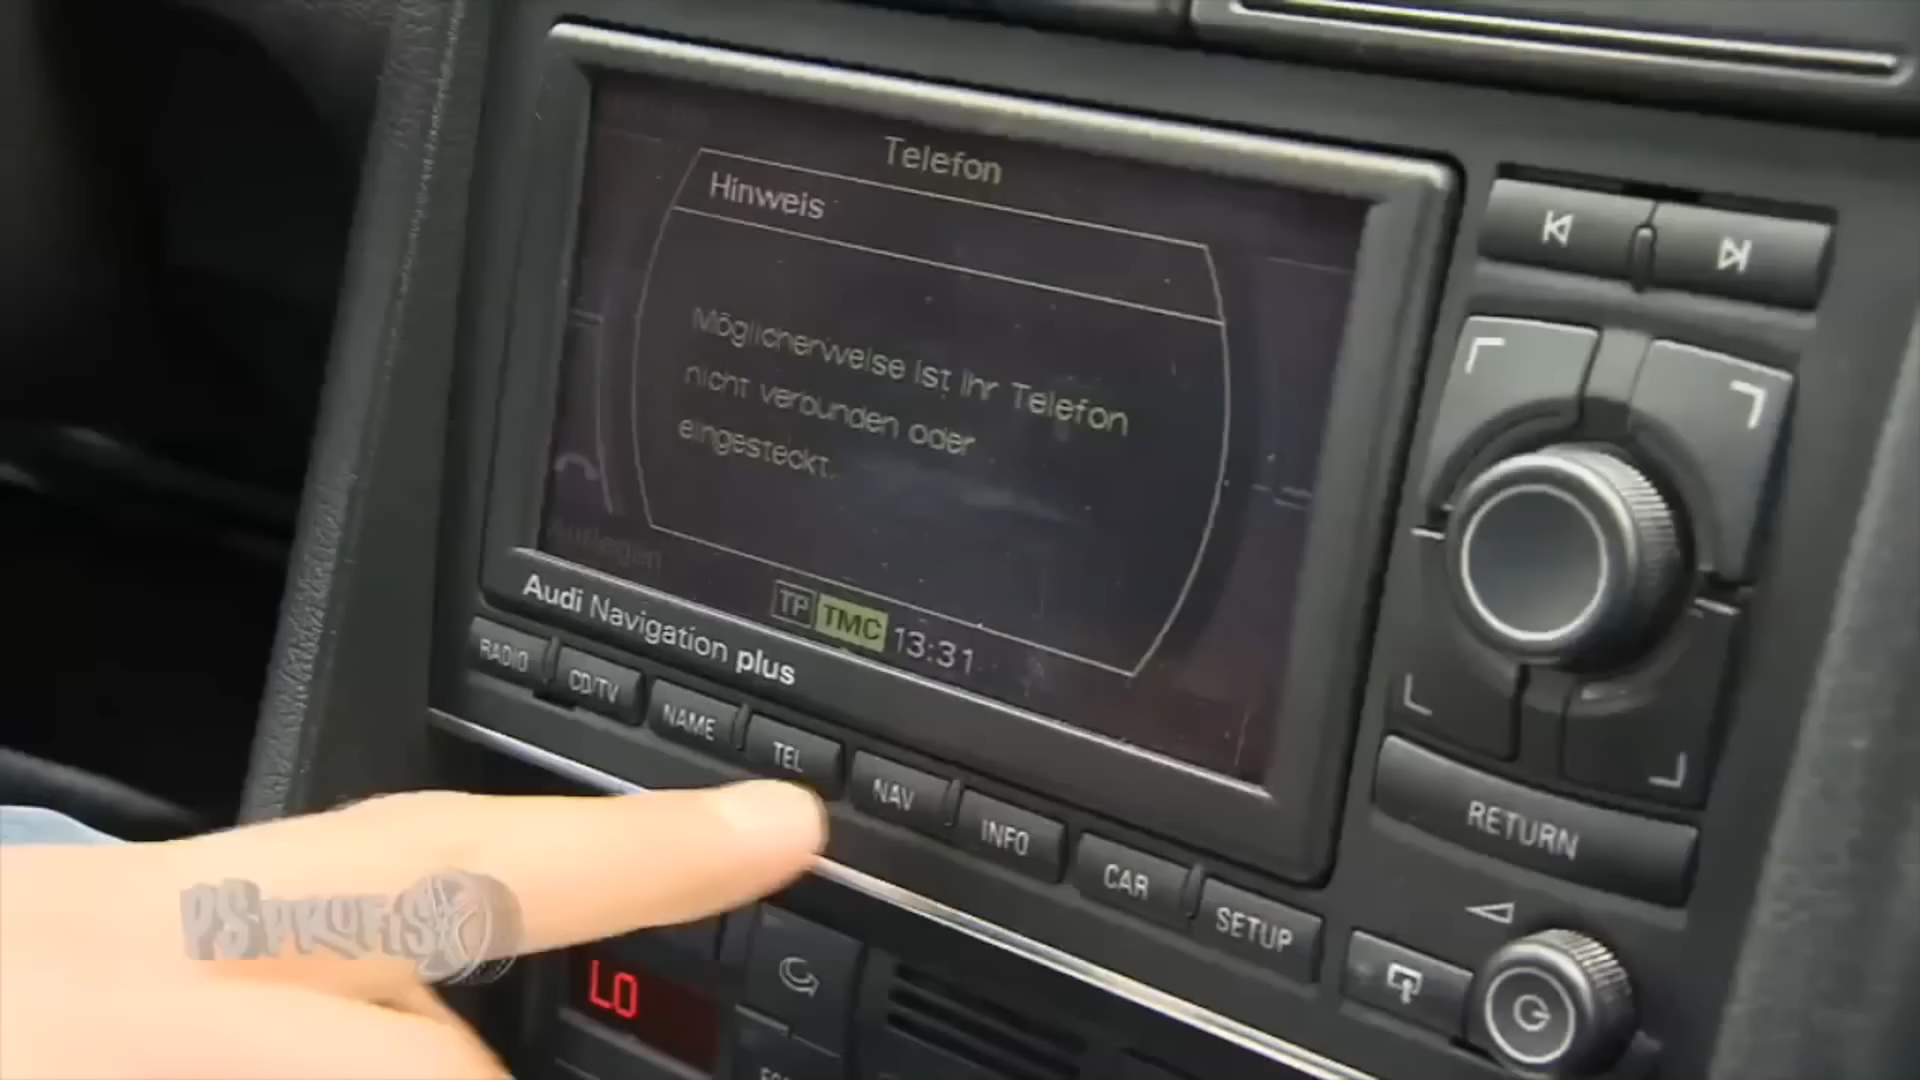 Telefon
Hinweis
Möglicherweise ist Ihr Telefon
nicht verbunden oder
eingesteckt.
Auflegen
TP TMC 13:31
Audi Navigation plus
RADIO
CD/TV
NAME
TEL
NAV
INFO
CAR
SETUP
RETURN
PS-PROFIS
LO